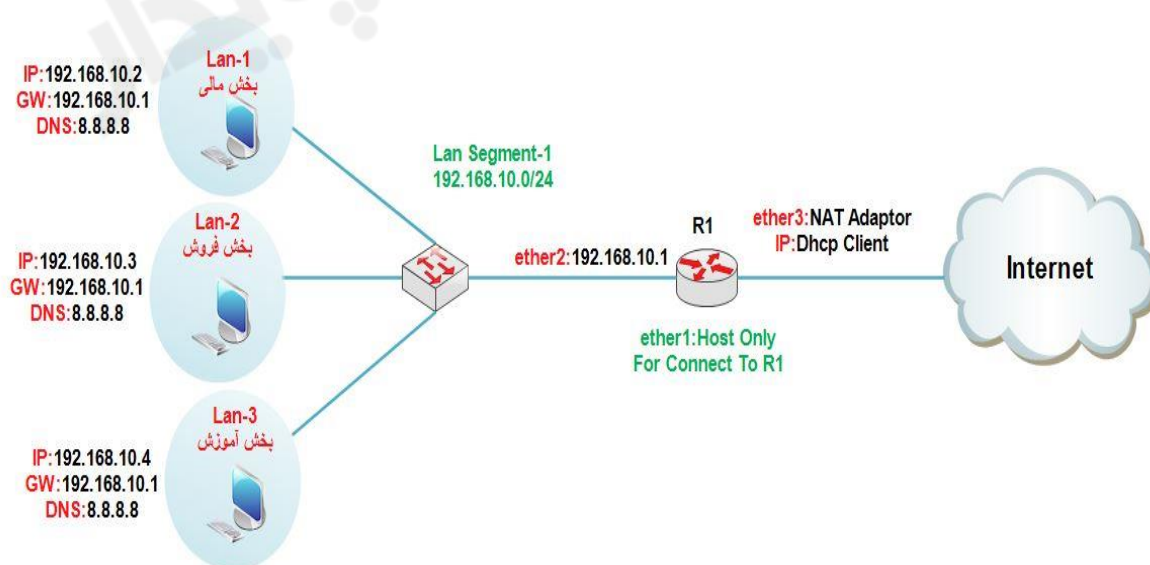 Lan-1
بخش مالی
IP:192.168.10.2
GW:192.168.10.1
DNS:8.8.8.8
Lan-2
بخش فروش
IP:192.168.10.3
GW:192.168.10.1
DNS:8.8.8.8
Lan-3
بخش آموزش
IP:192.168.10.4
GW:192.168.10.1
DNS:8.8.8.8
Lan Segment-1
192.168.10.0/24
ether2:192.168.10.1
R1
ether1:Host Only
For Connect To R1
ether3:NAT Adaptor
IP:Dhcp Client
Internet